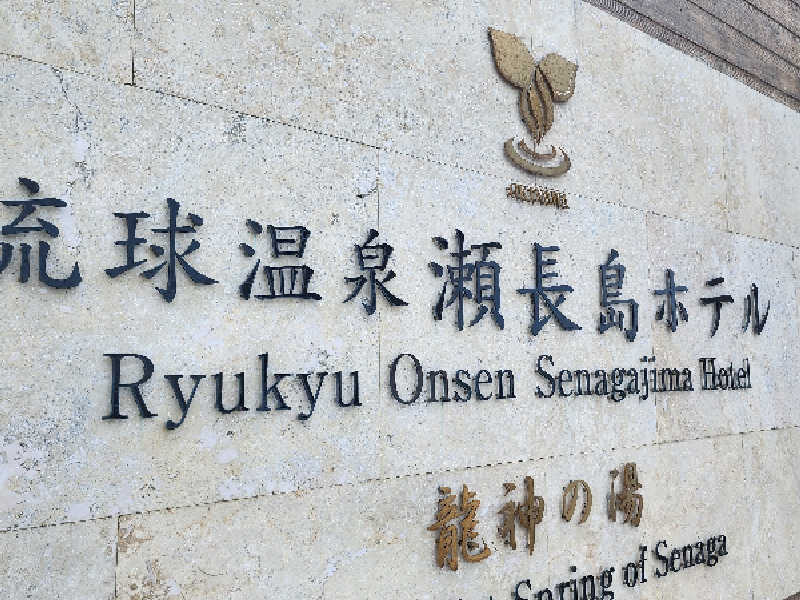 琉球温泉瀬長島ホテル
Ryukyu Onsen Senagajima Hotel
龍神の湯
Spring of Senaga